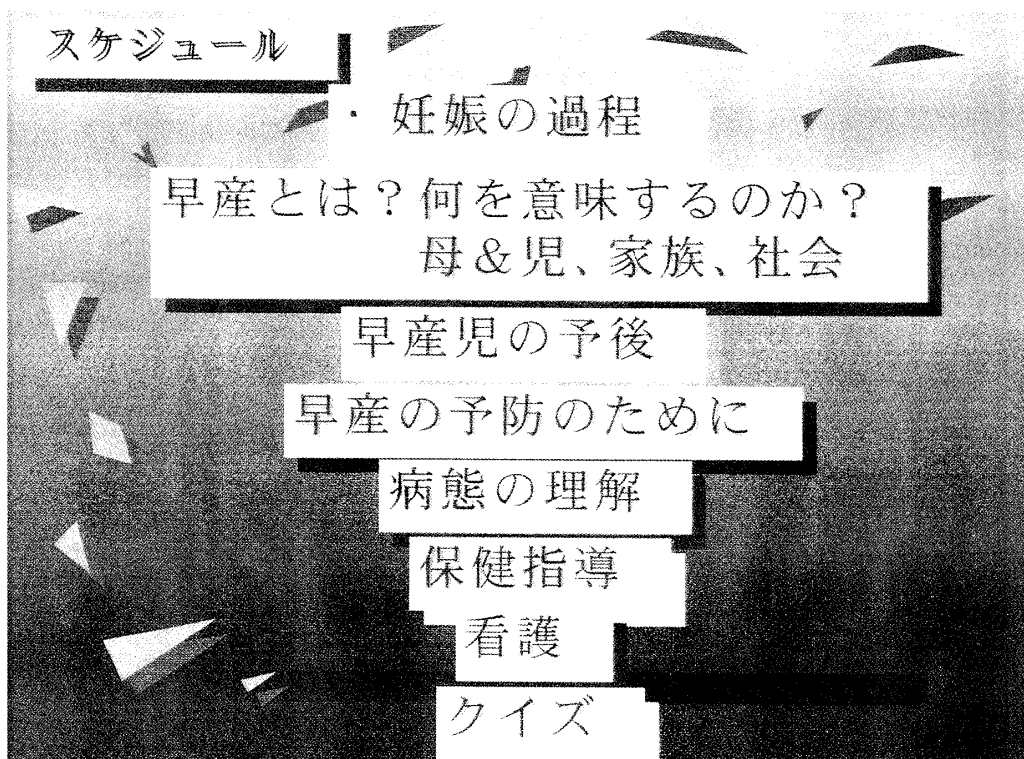 スケジュール
・妊娠の過程
早産とは？何を意味するのか？
母＆児、家族、社会
早産児の予後
早産の予防のために
病態の理解
保健指導
看護
クイズ